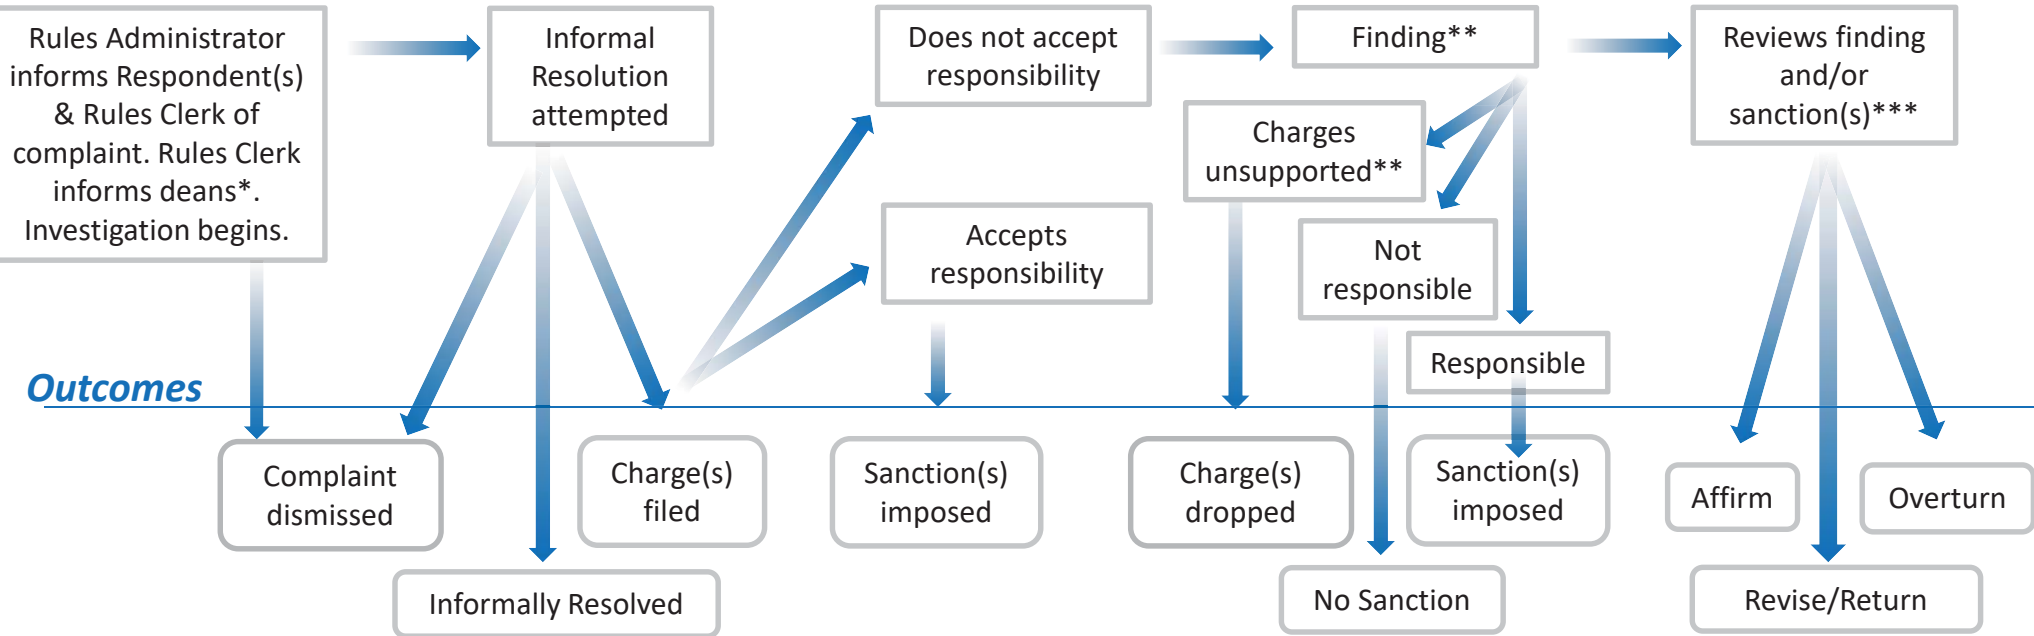 Rules Administrator
informs Respondent(s)
& Rules Clerk of
complaint. Rules Clerk
informs deans*.
Investigation begins.
Informal
Resolution
attempted
Does not accept
responsibility
Accepts
responsibility
Finding**
Charges
unsupported**
Not
responsible
Responsible
Reviews finding
and/or
sanction(s)***
Outcomes
Complaint
dismissed
Informally Resolved
Charge(s)
filed
Sanction(s)
imposed
Charge(s)
dropped
No Sanction
Sanction(s)
imposed
Affirm
Revise/Return
Overturn